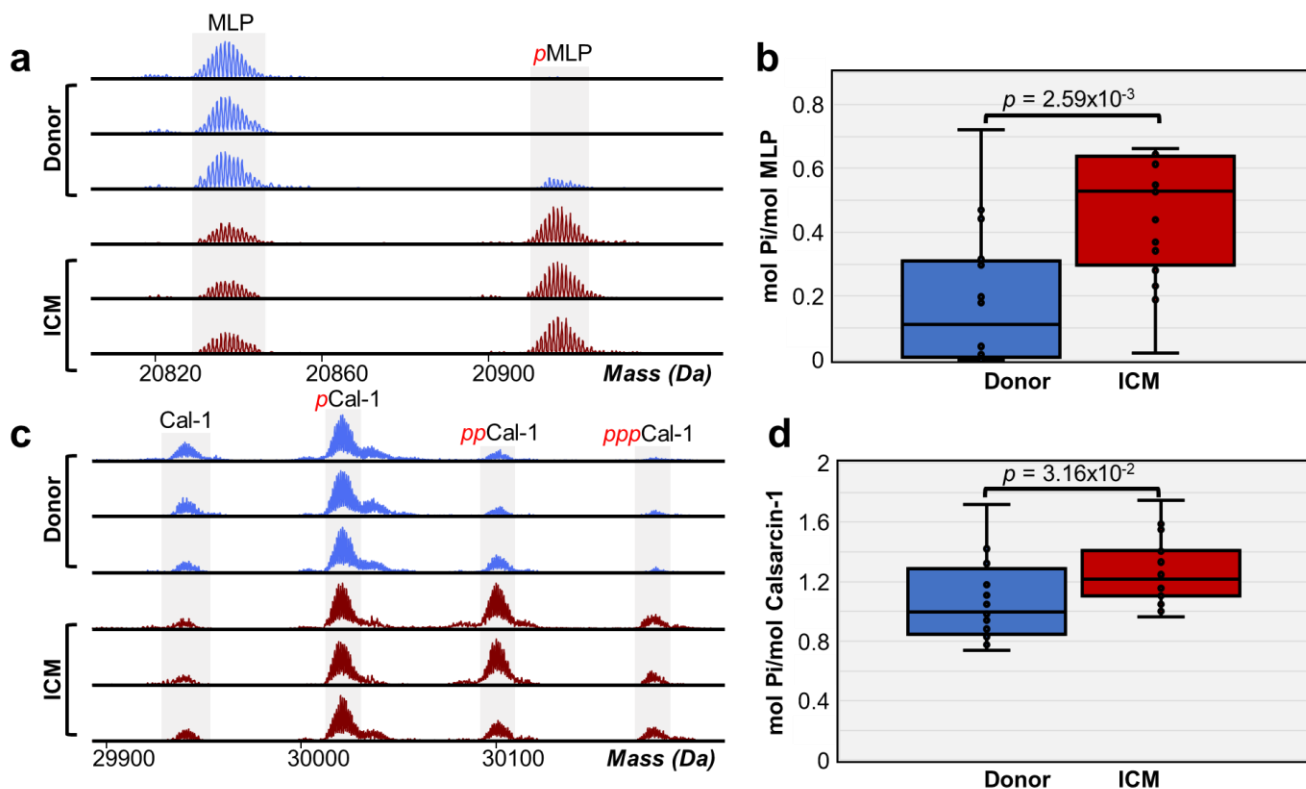 a
MLP
pMLP
Donor
ICM
20820 20860 20900 Mass (Da)
b
p = 2.59x10-3
mol Pi/mol MLP
0.8
0.6
0.4
0.2
0
Donor ICM
c
Cal-1
pCal-1
ppCal-1
pppCal-1
Donor
ICM
29900 30000 30100 Mass (Da)
d
p = 3.16x10-2
mol Pi/mol Calsarcin-1
2
1.6
1.2
0.8
0.4
0
Donor ICM